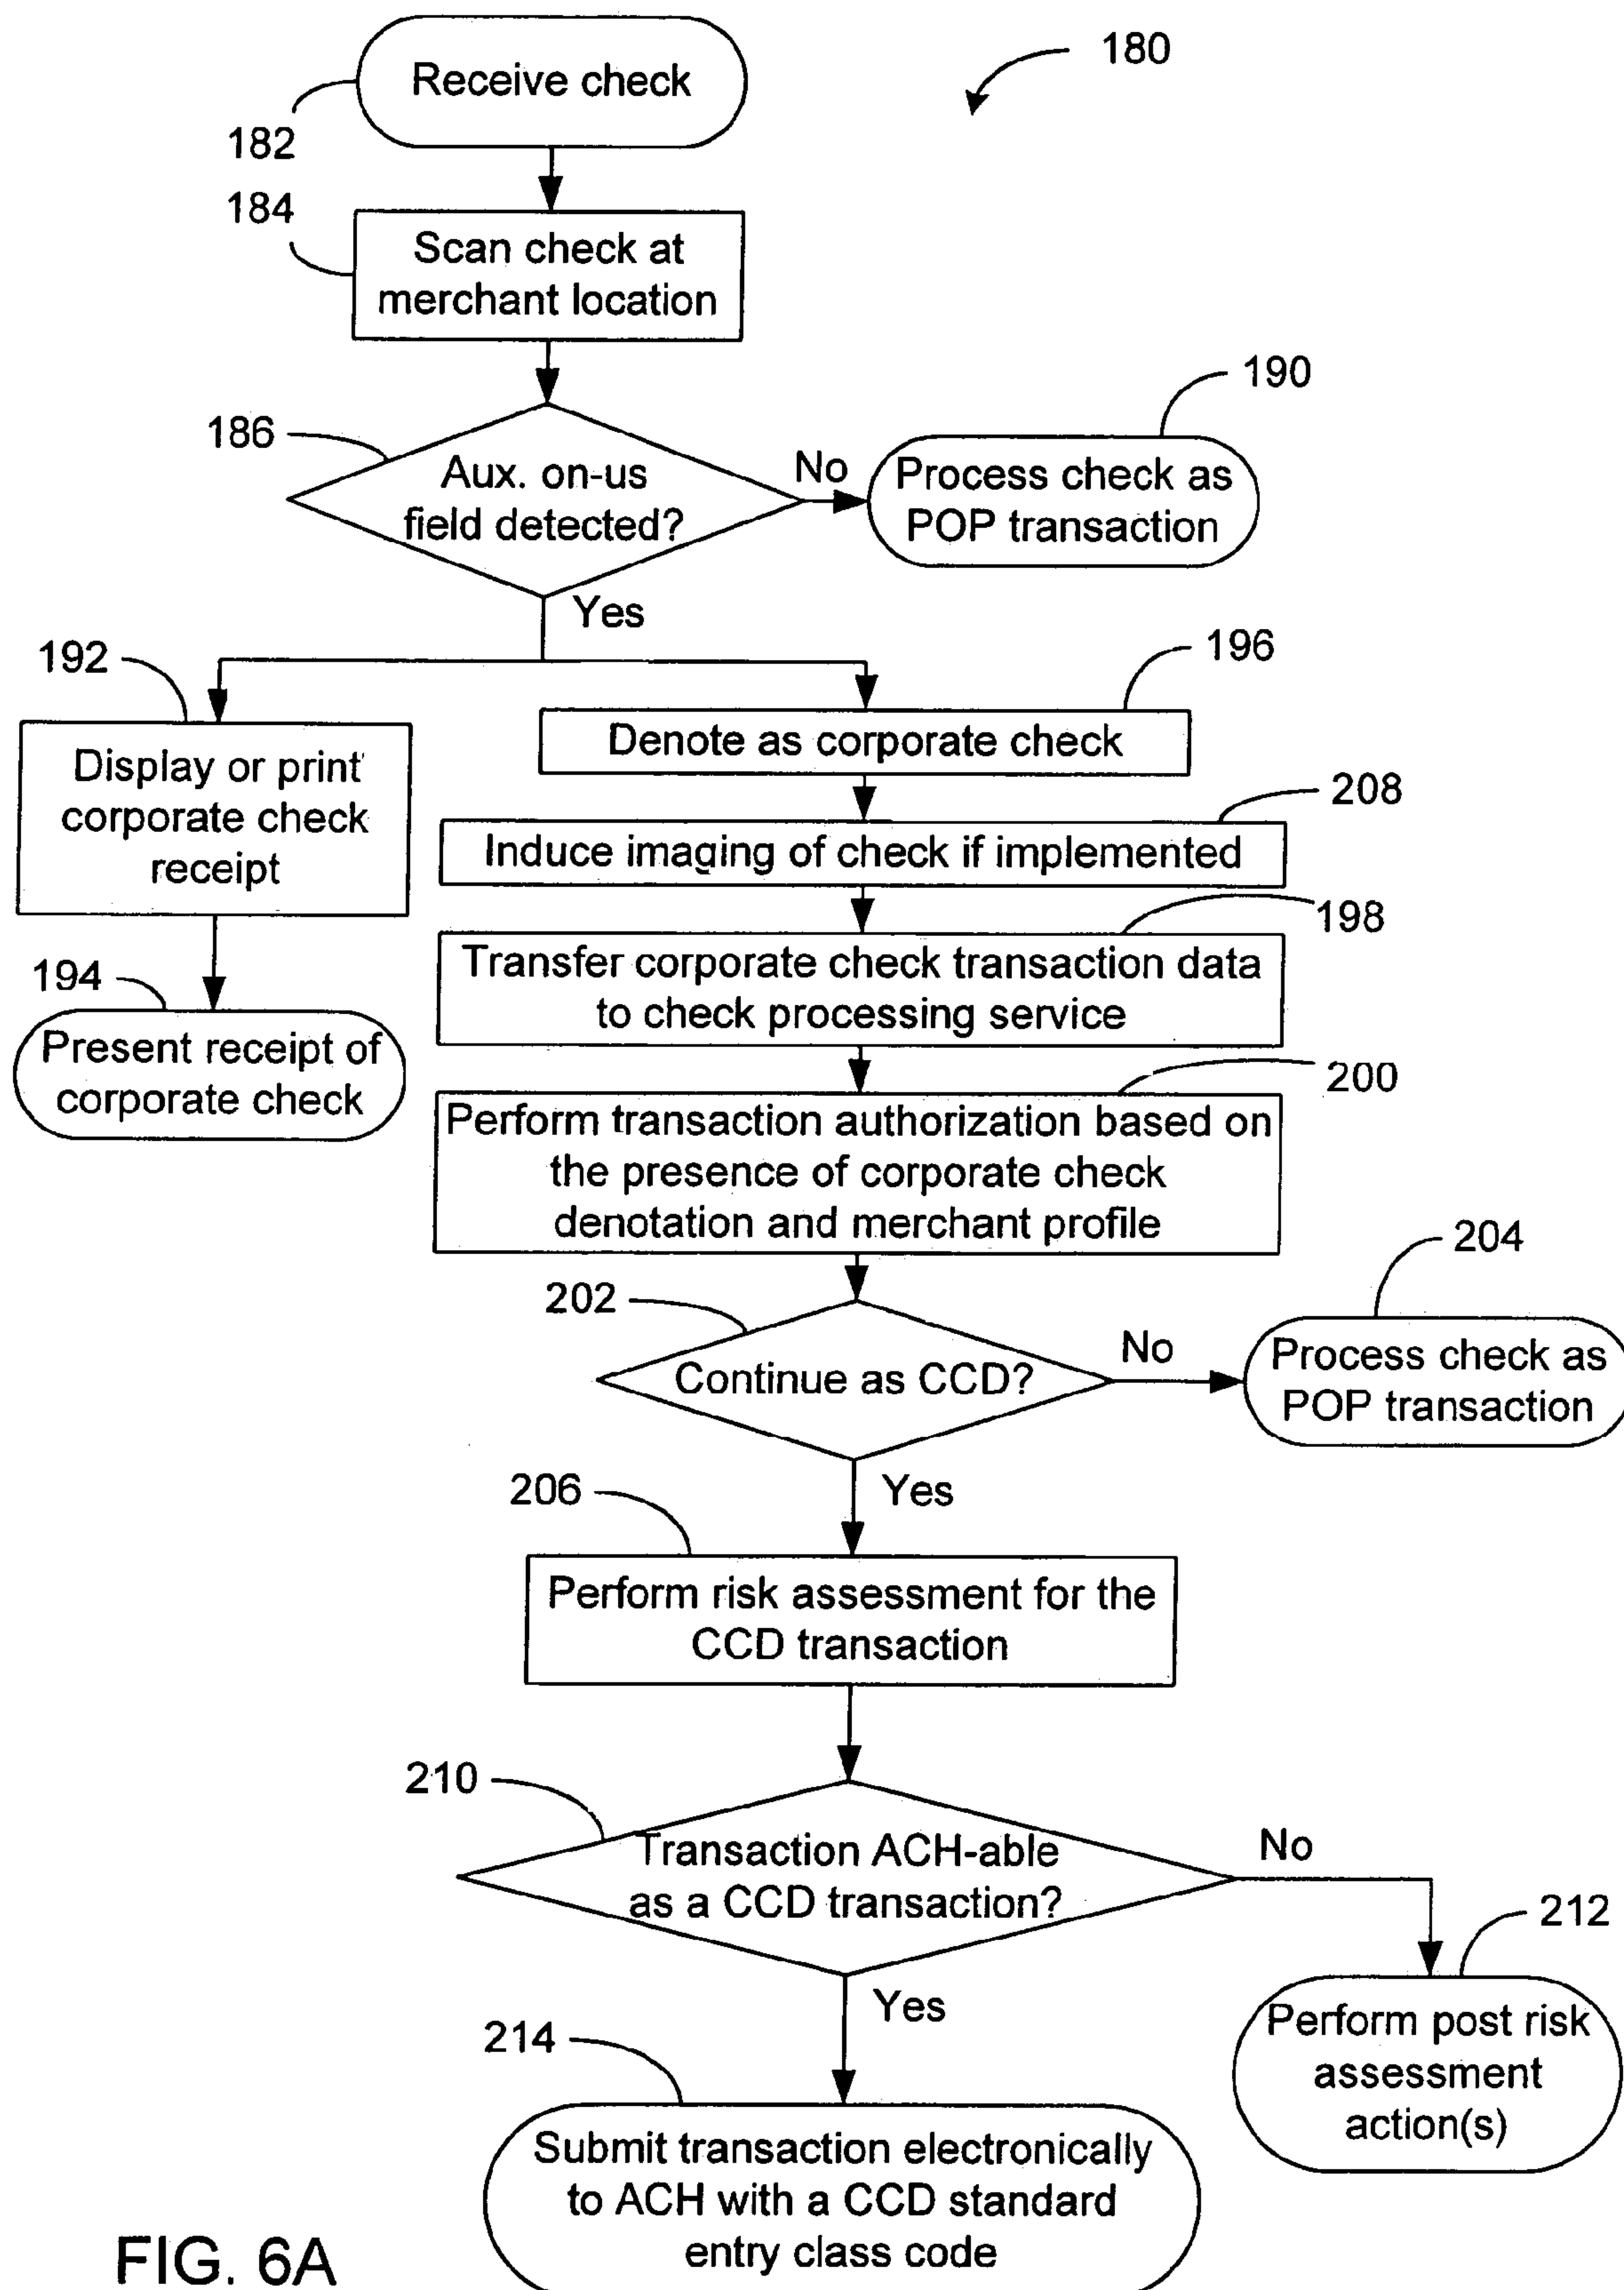 180
Receive check
182
184
Scan check at
merchant location
190
186
Aux. on-us
field detected?
No
Process check as
POP transaction
Yes
192
196
Display or print
corporate check
receipt
Denote as corporate check
208
Induce imaging of check if implemented
198
Transfer corporate check transaction data
to check processing service
194
Present receipt of
corporate check
200
Perform transaction authorization based on
the presence of corporate check
denotation and merchant profile
204
202
Continue as CCD?
No
Process check as
POP transaction
Yes
206
Perform risk assessment for the
CCD transaction
210
Transaction ACH-able
as a CCD transaction?
No
212
Perform post risk
assessment
action(s)
Yes
214
Submit transaction electronically
to ACH with a CCD standard
entry class code
FIG. 6A